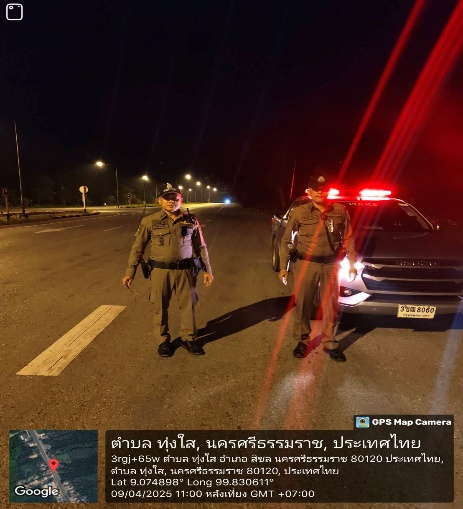 POLICE
3ขฒ 8060
GPS Map Camera
ตำบล ทุ่งใส, นครศรีธรรมราช, ประเทศไทย
3rgj+65w ตำบล ทุ่งใส อำเภอ สิชล นครศรีธรรมราช 80120 ประเทศไทย,
ตำบล ทุ่งใส, นครศรีธรรมราช 80120, ประเทศไทย
Lat 9.074898° Long 99.830611°
09/04/2025 11:00 หลังเที่ยง GMT +07:00
Google